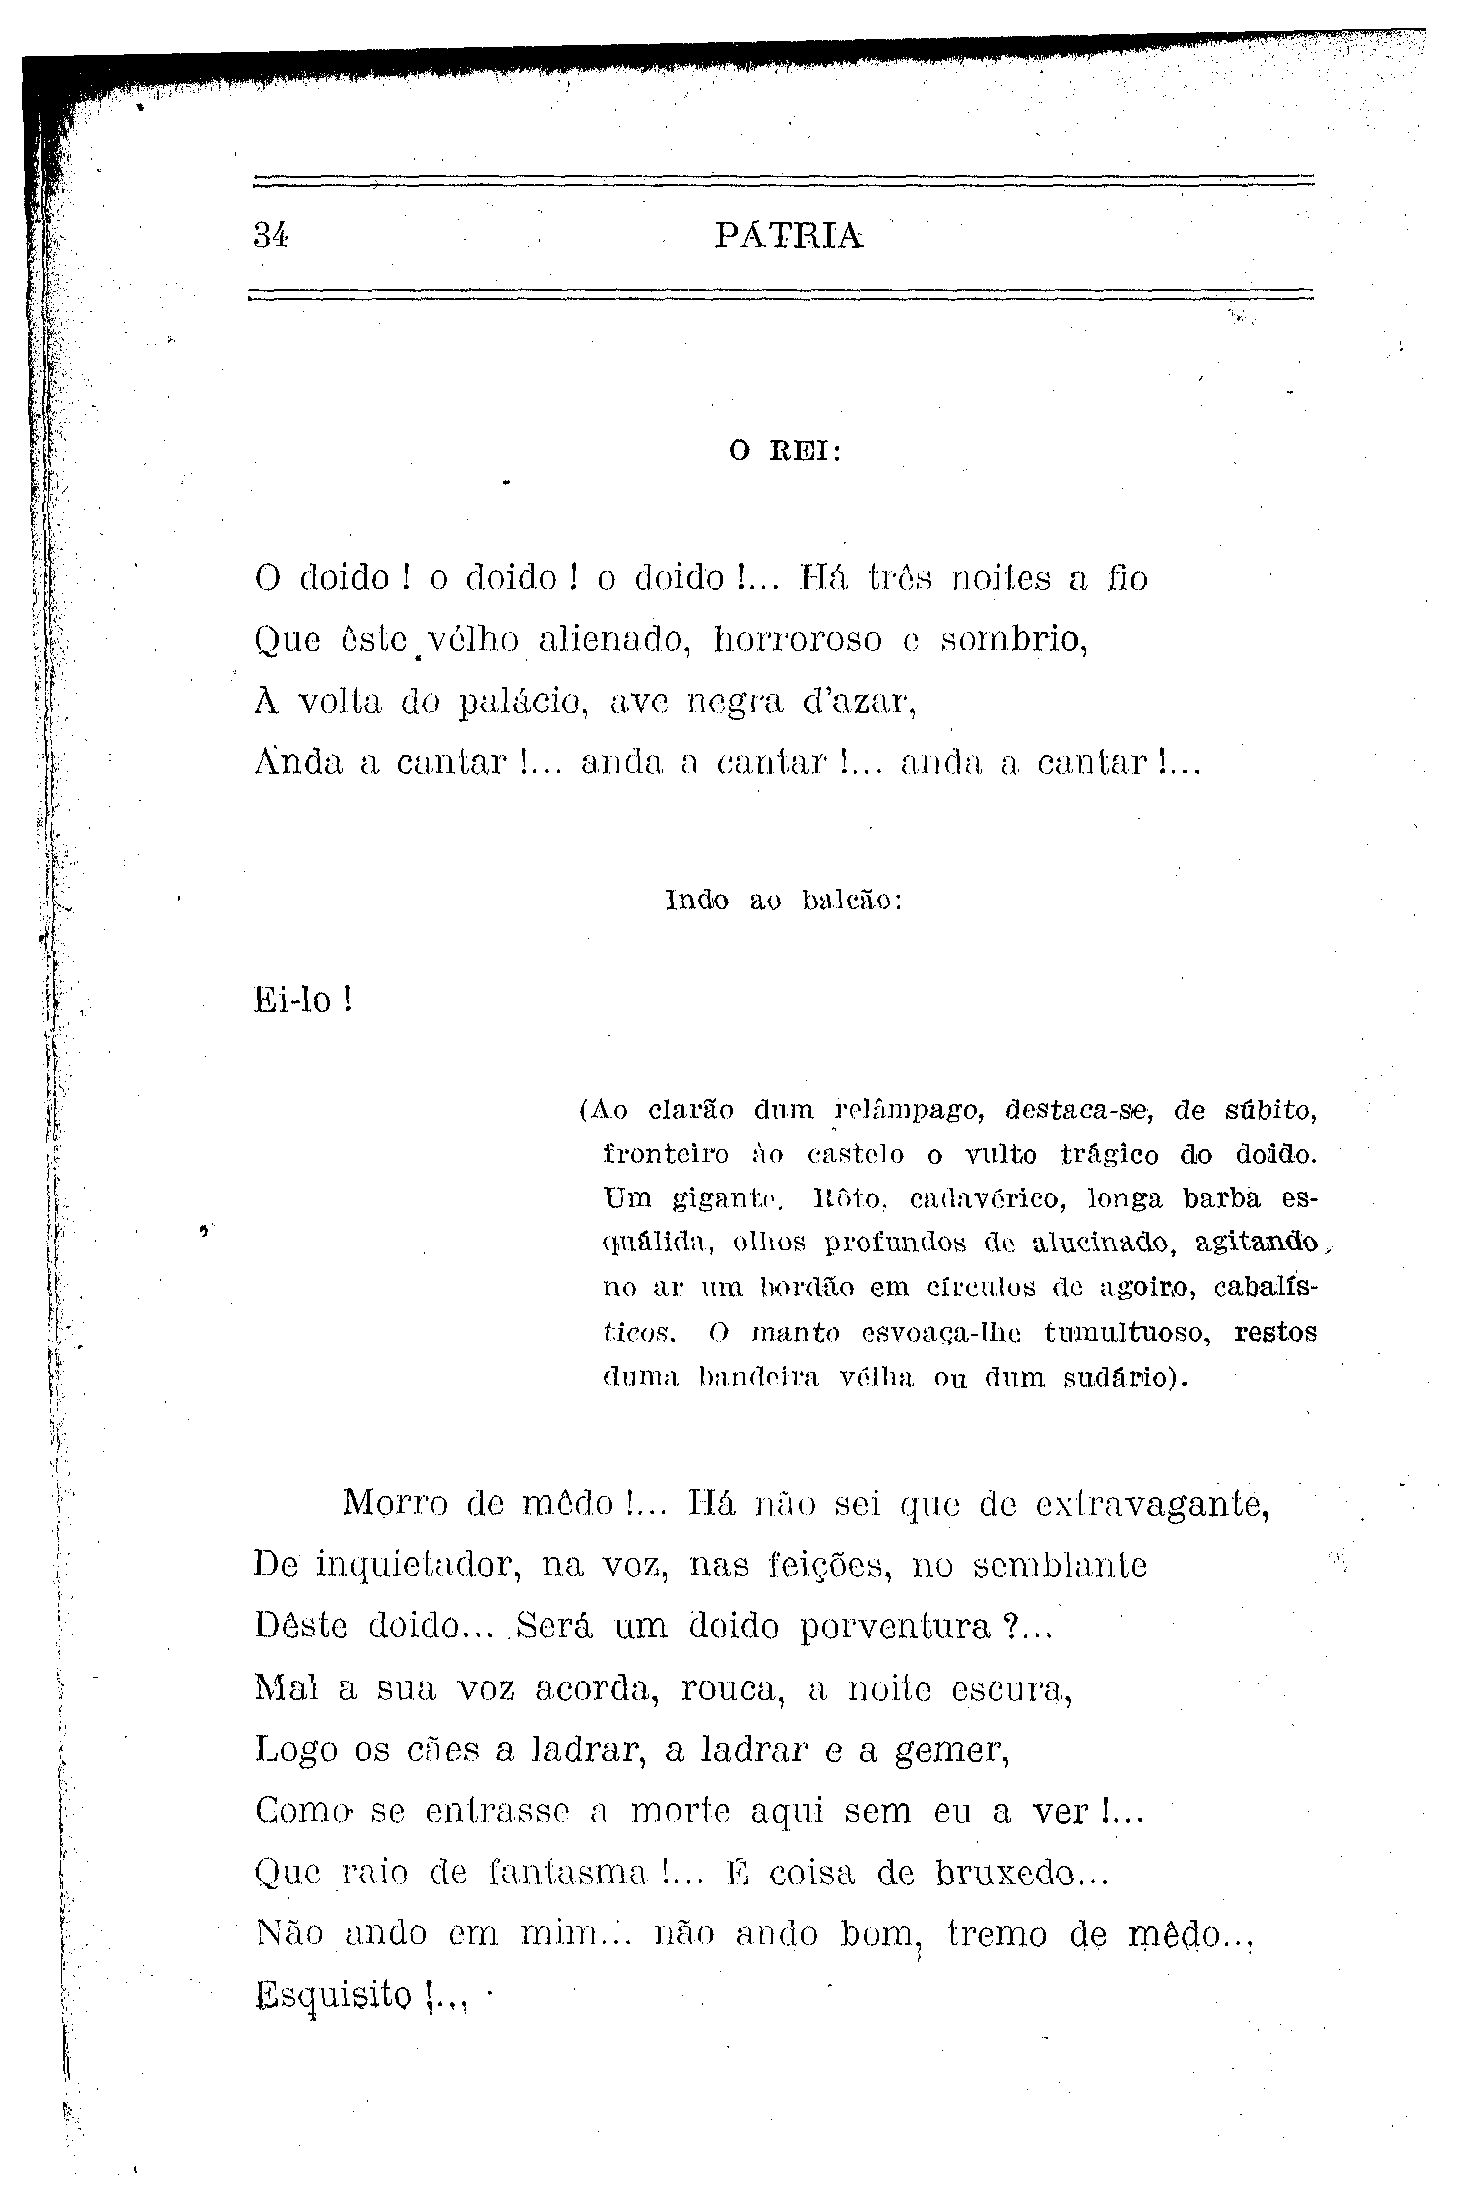 34
PÁTRIA
O REI:
O doido ! o doido ! o doido !... Há três noites a fio
Que êste vélho alienado, horroroso e sombrio,
A volta do palácio, ave negra d'azar,
Anda a cantar !... anda a cantar !... anda a cantar !...
Indo ao balcão:
Ei-lo !
(Ao clarão dum relâmpago, destaca-se, de súbito,
fronteiro ào castelo o vulto trágico do doido.
Um gigante. Rôto, cadavérico, longa barba es-
quálida, olhos profundos de alucinado, agitando
no ar um bordão em círculos de agoiro, cabalís-
ticos. O manto esvoaça-lhe tumultuoso, restos
duma bandeira vélha ou dum sudário).
Morro de mêdo !... Há não sei que de extravagante,
De inquietador, na voz, nas feições, no semblante
Dêste doido... Será um doido porventura ?...
Mal a sua voz acorda, rouca, a noite escura,
Logo os cães a ladrar, a ladrar e a gemer,
Como se entrasse a morte aqui sem eu a ver !...
Que raio de fantasma !... É coisa de bruxedo...
Não ando em mim... não ando bom, tremo de mêdo...
Esquisito !...